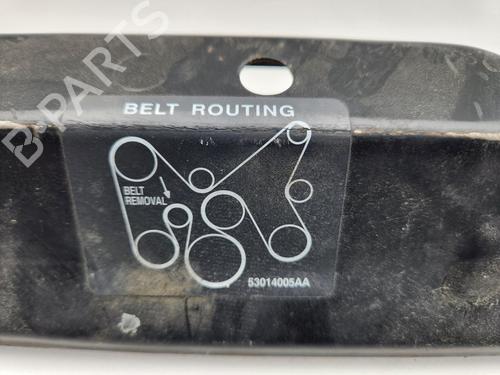 B-PARTS
BELT ROUTING
BELT
REMOVAL
53014005AA